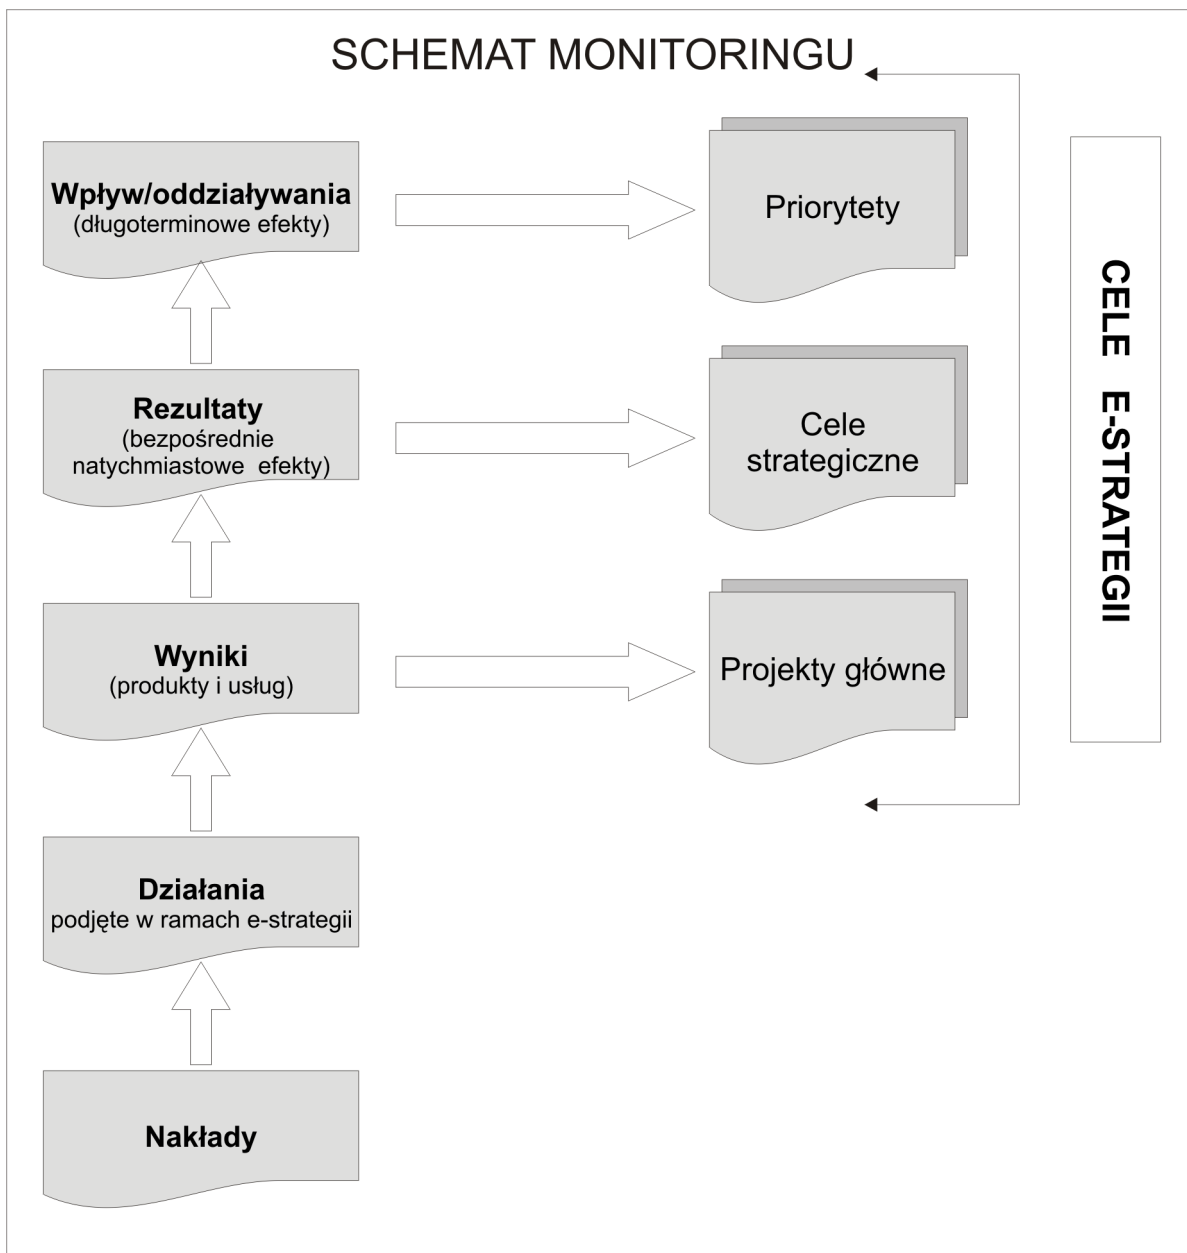 SCHEMAT MONITORINGU
Wpływ/oddziaływania
(długoterminowe efekty)
Priorytety
Rezultaty
(bezpośrednie
natychmiastowe efekty)
Cele
strategiczne
Wyniki
(produkty i usług)
Projekty główne
Działania
podjęte w ramach e-strategii
Nakłady
CELE E-STRATEGII